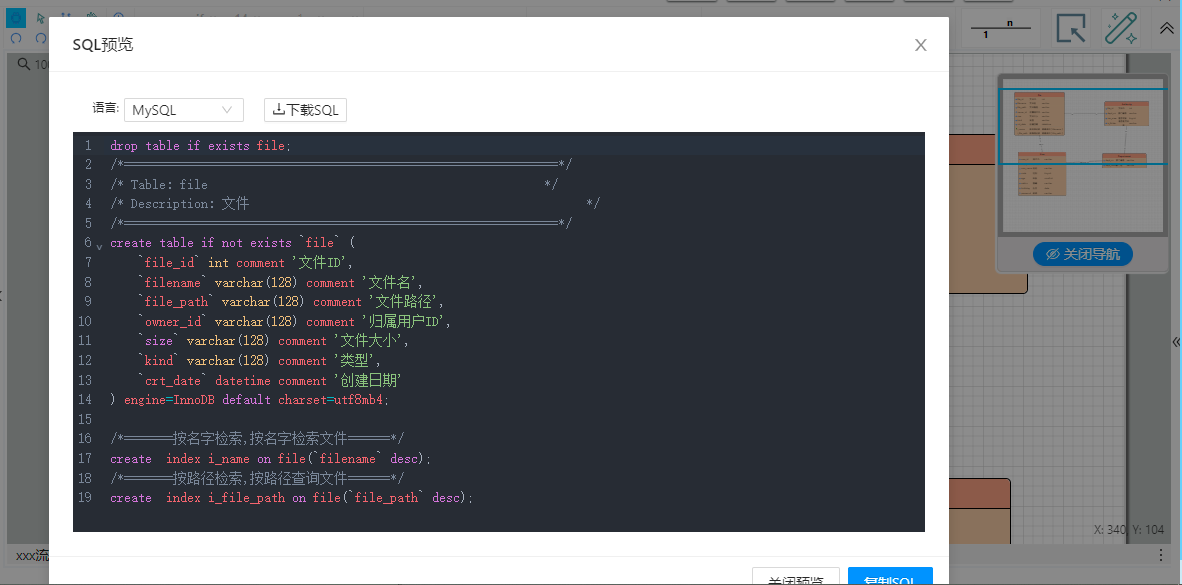 SQL预览
语言:
MySQL
下载SQL
1 drop table if exists file;
2 /*==============================================================*/
3 /* Table: file */
4 /* Description: 文件 */
5 /*==============================================================*/
6 create table if not exists `file` (
7 `file_id` int comment '文件ID',
8 `filename` varchar(128) comment '文件名',
9 `file_path` varchar(128) comment '文件路径',
10 `owner_id` varchar(128) comment '归属用户ID',
11 `size` varchar(128) comment '文件大小',
12 `kind` varchar(128) comment '类型',
13 `crt_date` datetime comment '创建日期'
14 ) engine=InnoDB default charset=utf8mb4;
15
16 /*=======按名字检索,按名字检索文件======*/
17 create  index i_name on file(`filename` desc);
18 /*=======按路径检索,按路径查询文件======*/
19 create  index i_file_path on file(`file_path` desc);
关闭预览
复制SQL
n
1
关闭导航
X: 340, Y: 104
xxx流